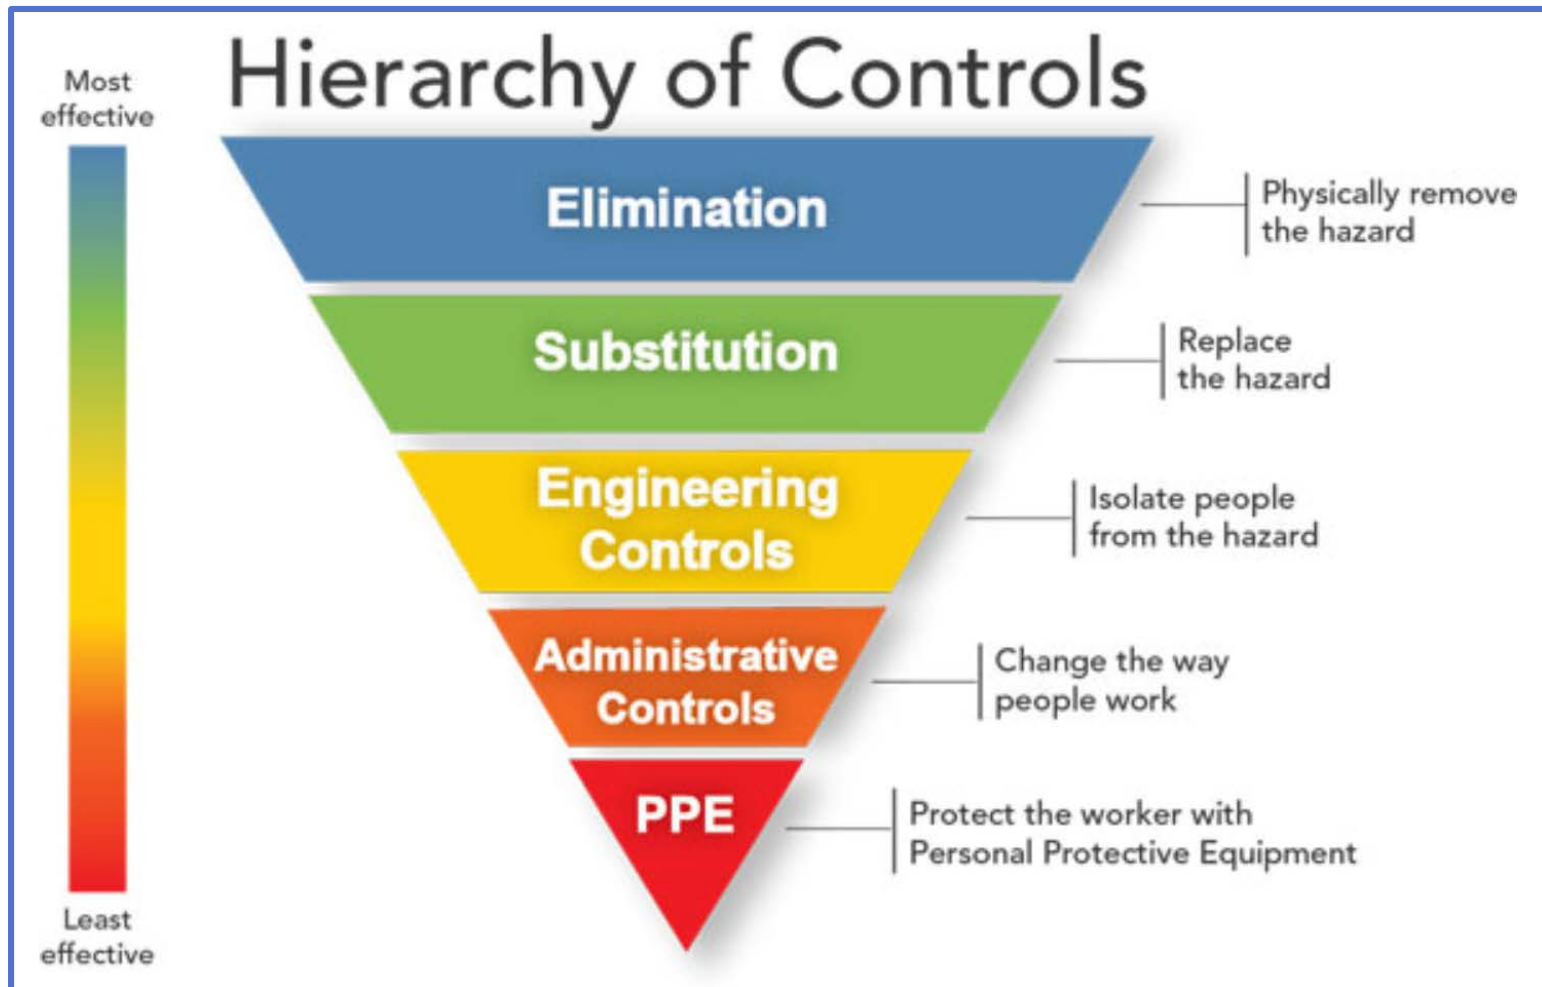 Hierarchy of Controls
Most
effective
Elimination
Physically remove
the hazard
Substitution
Replace
the hazard
Engineering
Controls
Isolate people
from the hazard
Administrative
Controls
Change the way
people work
PPE
Protect the worker with
Personal Protective Equipment
Least
effective